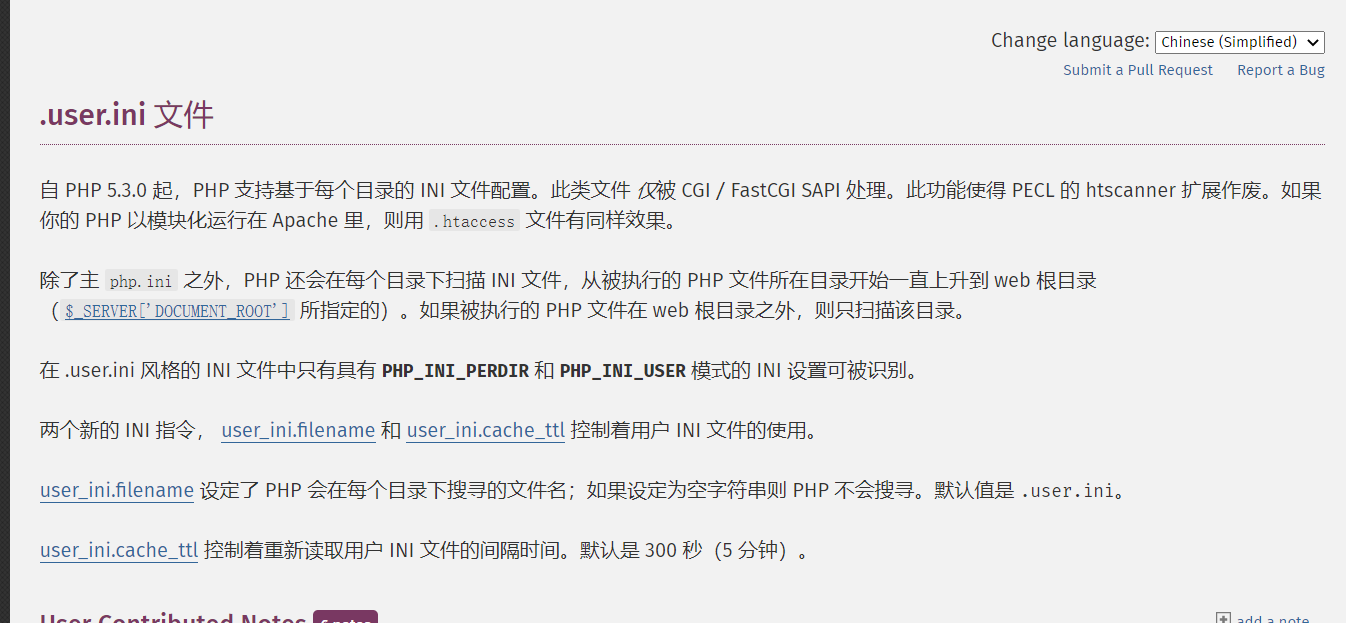 Change language: Chinese (Simplified)
Submit a Pull Request Report a Bug
.user.ini 文件
自 PHP 5.3.0 起，PHP 支持基于每个目录的 INI 文件配置。此类文件 仅被 CGI / FastCGI SAPI 处理。此功能使得 PECL 的 htscanner 扩展作废。如果
你的 PHP 以模块化运行在 Apache 里，则用 .htaccess 文件有同样效果。
除了主 php.ini 之外，PHP 还会在每个目录下扫描 INI 文件，从被执行的 PHP 文件所在目录开始一直上升到 web 根目录
（$_SERVER['DOCUMENT_ROOT'] 所指定的）。如果被执行的 PHP 文件在 web 根目录之外，则只扫描该目录。
在 .user.ini 风格的 INI 文件中只有具有 PHP_INI_PERDIR 和 PHP_INI_USER 模式的 INI 设置可被识别。
两个新的 INI 指令， user_ini.filename 和 user_ini.cache_ttl 控制着用户 INI 文件的使用。
user_ini.filename 设定了 PHP 会在每个目录下搜寻的文件名；如果设定为空字符串则 PHP 不会搜寻。默认值是 .user.ini。
user_ini.cache_ttl 控制着重新读取用户 INI 文件的间隔时间。默认是 300 秒（5 分钟）。
User Contributed Notes notes
add a note